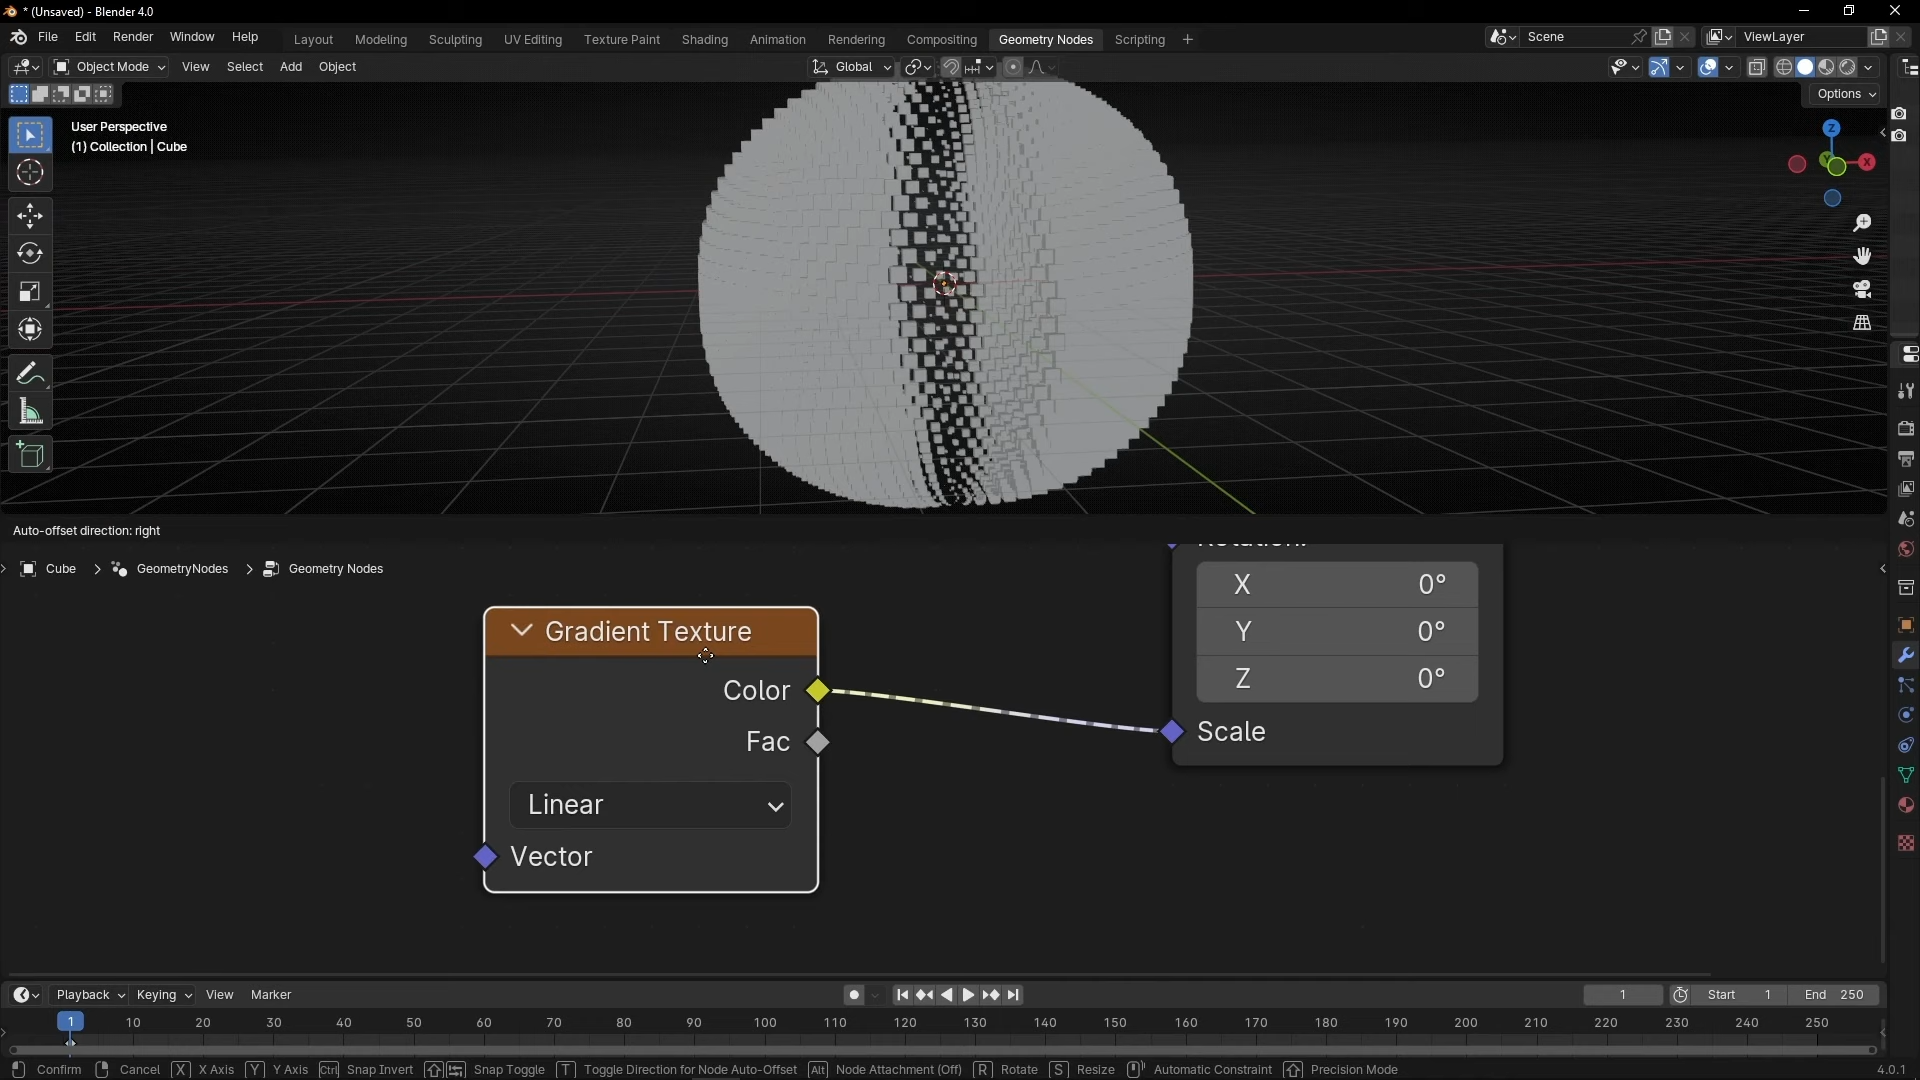 * (Unsaved) - Blender 4.0
File Edit Render Window Help
Layout Modeling Sculpting UV Editing Texture Paint Shading Animation Rendering Compositing Geometry Nodes Scripting +
Scene
ViewLayer
Object Mode View Select Add Object
Global
Options
User Perspective
(1) Collection | Cube
Z
Y
X
Auto-offset direction: right
Cube > GeometryNodes > Geometry Nodes
Rotation:
X 0°
Y 0°
Z 0°
Scale
Gradient Texture
Color
Fac
Linear
Vector
Playback Keying View Marker
1 Start 1 End 250
1 10 20 30 40 50 60 70 80 90 100 110 120 130 140 150 160 170 180 190 200 210 220 230 240 250
Confirm Cancel X X Axis Y Y Axis Ctrl Snap Invert Snap Toggle T Toggle Direction for Node Auto-Offset Alt Node Attachment (Off) R Rotate S Resize Automatic Constraint Precision Mode 4.0.1